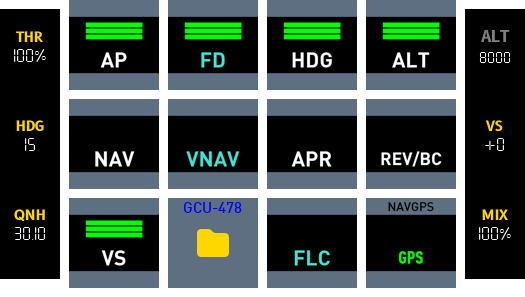 THR
100%
AP
FD
HDG
ALT
ALT
8000
HDG
15
NAV
VNAV
APR
REV/BC
VS
+0
QNH
30.10
VS
GCU-478
FLC
NAVGPS
GPS
MIX
100%